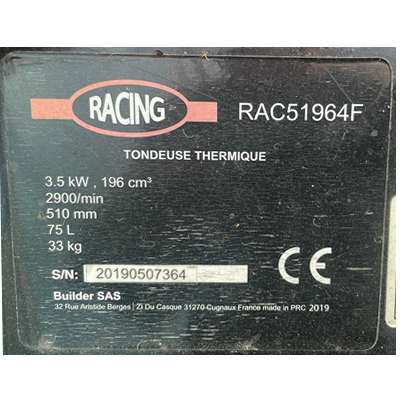 RACING
RAC51964F
TONDEUSE THERMIQUE
3.5 kW , 196 cm³
2900/min
510 mm
75 L
33 kg
S/N: 20190507364
CE
Builder SAS
32 Rue Aristide Berges | Zi Du Casque 31270 Cugnaux France made in PRC 2019